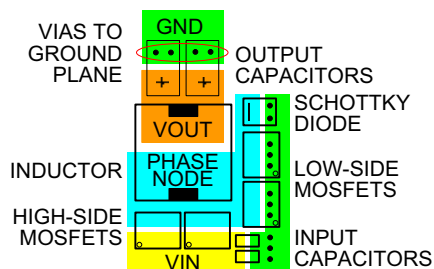 VIAS TO
GROUND
PLANE
GND
OUTPUT
CAPACITORS
+ +
VOUT
SCHOTTKY
DIODE
INDUCTOR
PHASE
NODE
LOW-SIDE
MOSFETS
HIGH-SIDE
MOSFETS
VIN
INPUT
CAPACITORS